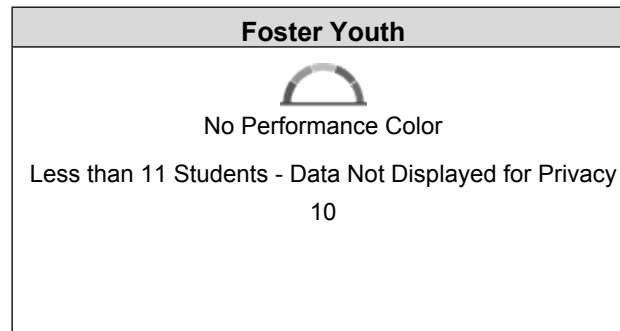 Foster Youth
No Performance Color
Less than 11 Students - Data Not Displayed for Privacy
10